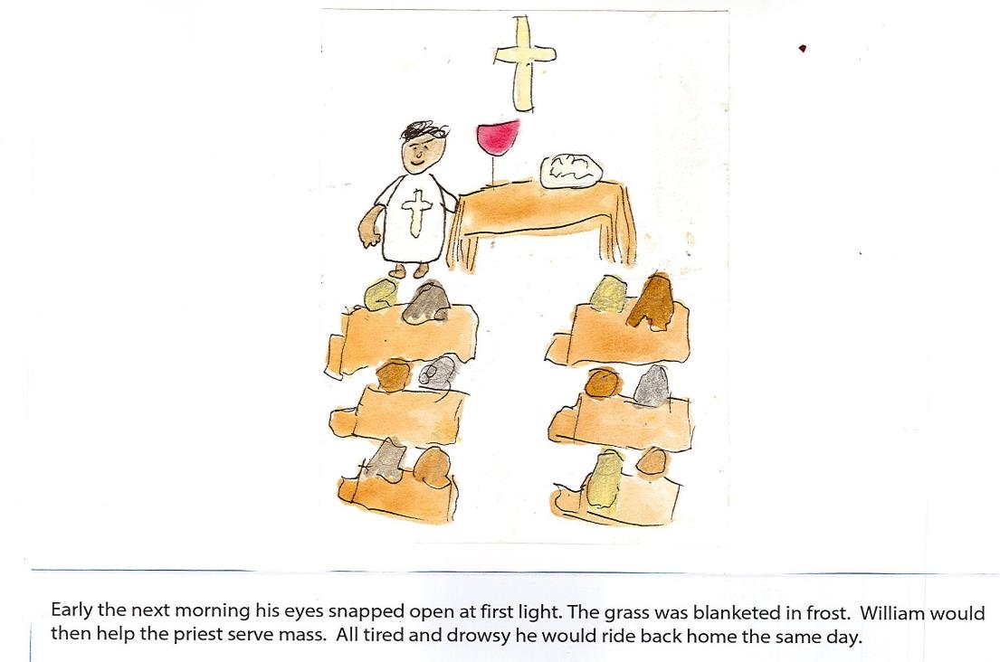 Early the next morning his eyes snapped open at first light. The grass was blanketed in frost.  William would
then help the priest serve mass.  All tired and drowsy he would ride back home the same day.